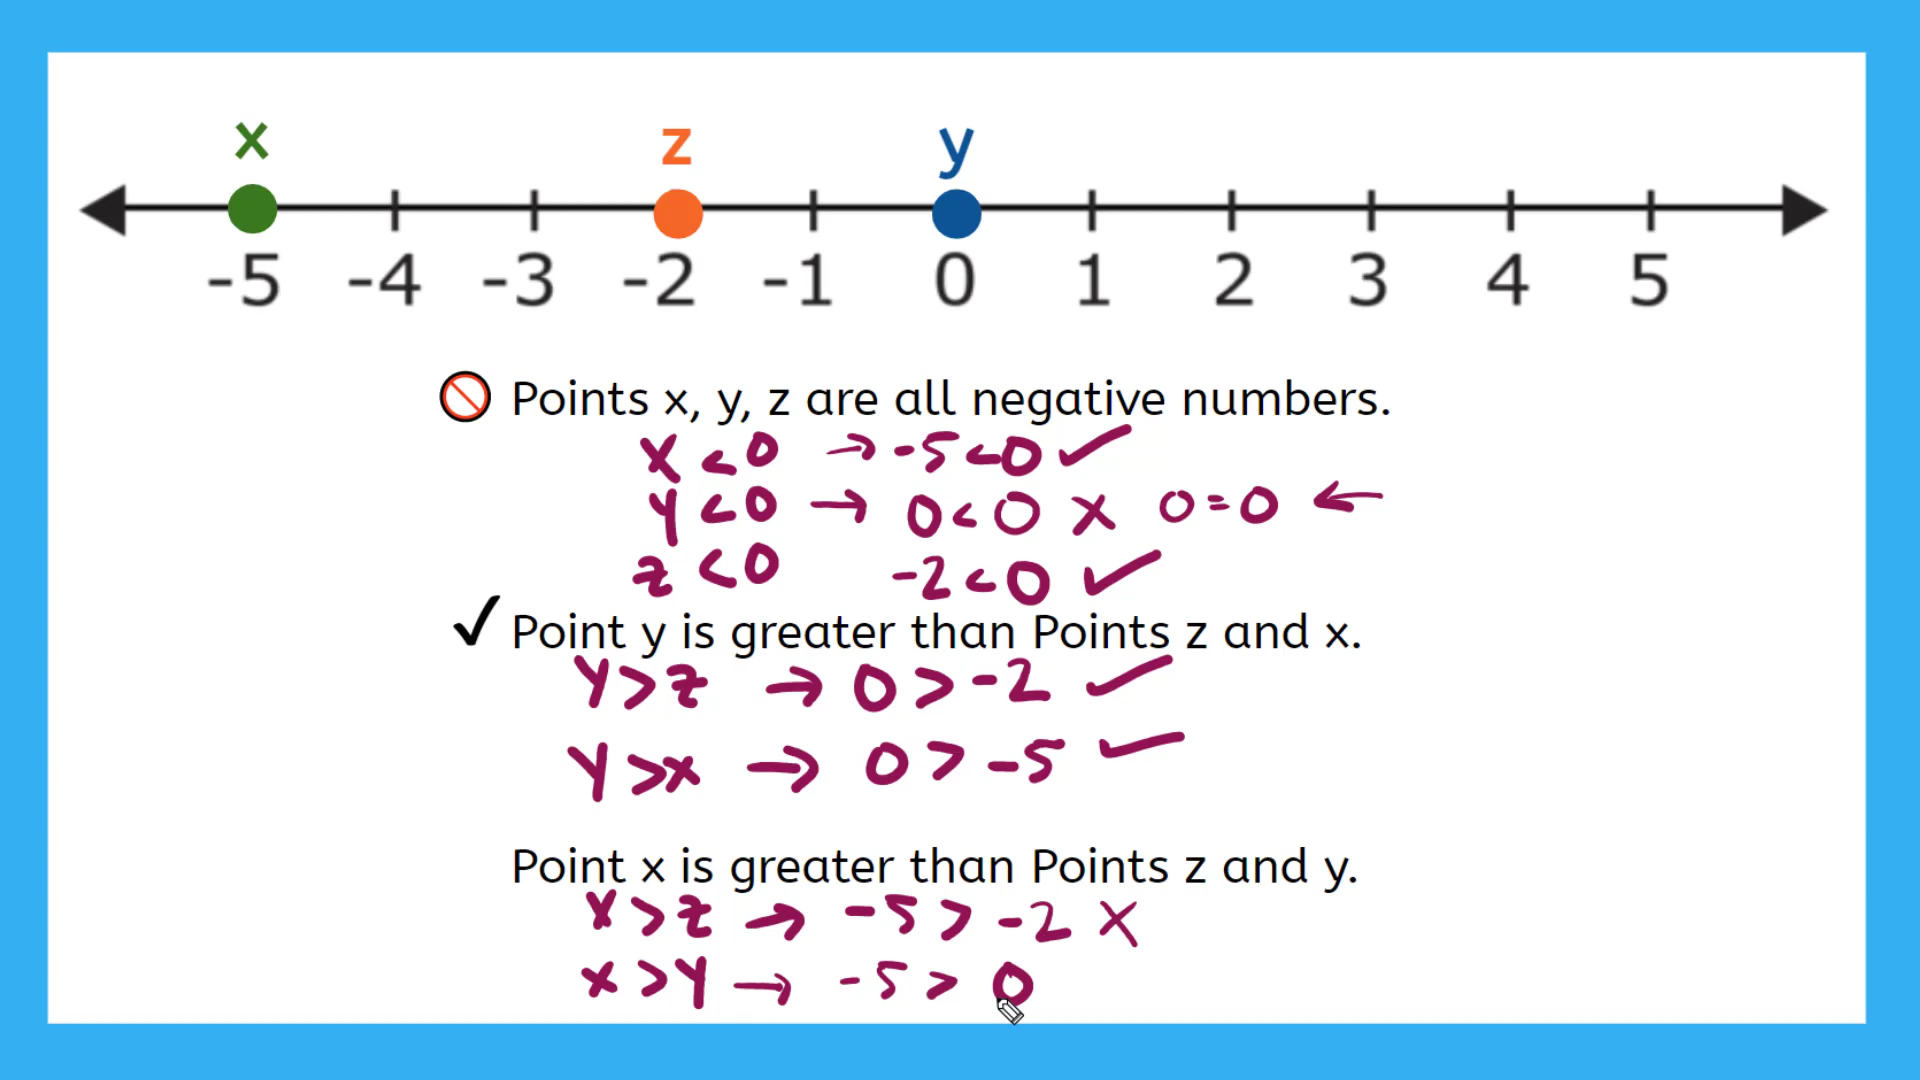 x z y
-5 -4 -3 -2 -1 0 1 2 3 4 5
Points x, y, z are all negative numbers.
x < 0 → -5 < 0 ✓
y < 0 → 0 < 0 x 0 = 0 ←
z < 0 -2 < 0 ✓
✓ Point y is greater than Points z and x.
y > z → 0 > -2 ✓
y > x → 0 > -5 ✓
Point x is greater than Points z and y.
x > z → -5 > -2 x
x > y → -5 > 0